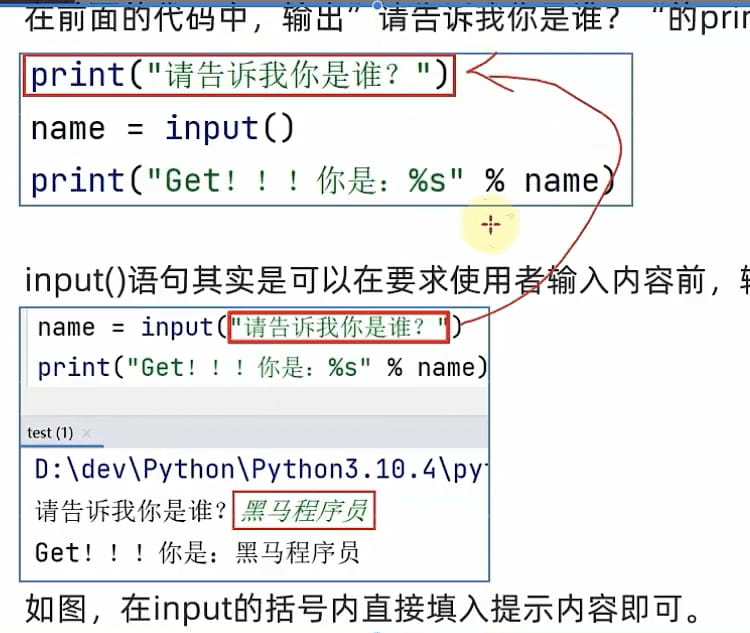 在前面的代码中，输出”请告诉我你是谁？“的prin
print("请告诉我你是谁？")
name = input()
print("Get！！！你是：%s" % name)
input()语句其实是可以在要求使用者输入内容前，
name = input("请告诉我你是谁？")
print("Get！！！你是：%s" % name)
test (1) ×
D:\dev\Python\Python3.10.4\py
请告诉我你是谁？黑马程序员
Get！！！你是：黑马程序员
如图，在input的括号内直接填入提示内容即可。